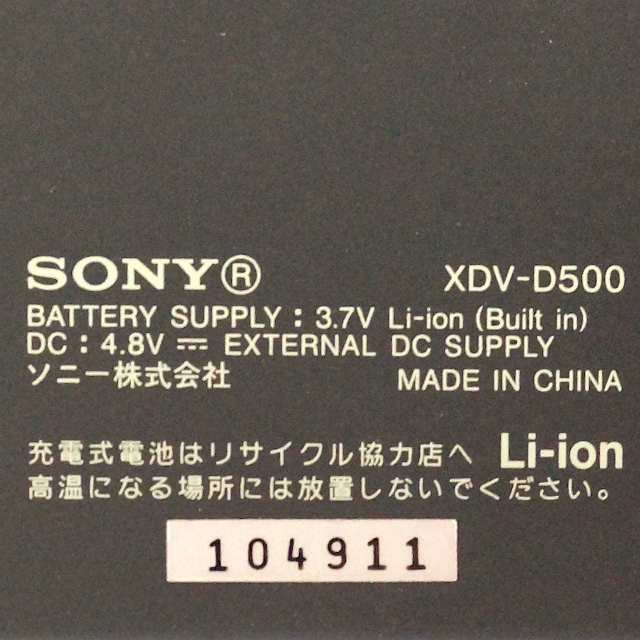 SONY® XDV-D500
BATTERY SUPPLY : 3.7V Li-ion (Built in)
DC : 4.8V ⎓ EXTERNAL DC SUPPLY
ソニー株式会社 MADE IN CHINA
充電式電池はリサイクル協力店へ Li-ion
高温になる場所には放置しないでください。
104911